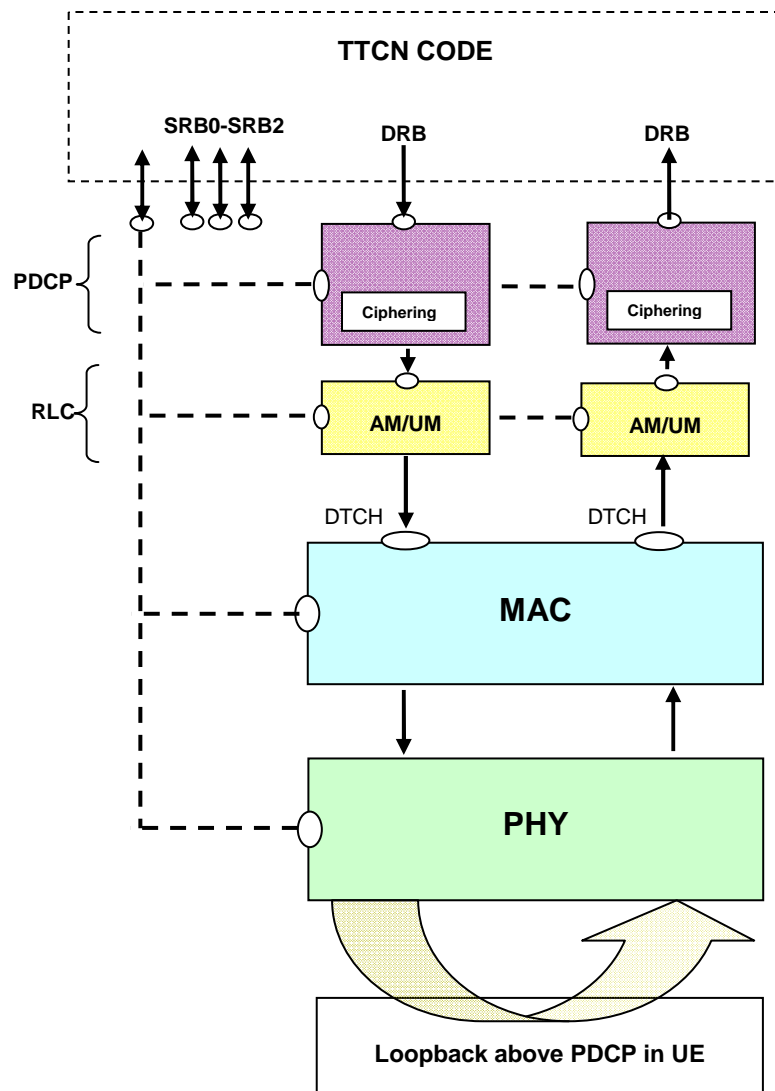 TTCN CODE
SRB0-SRB2
DRB
DRB
PDCP
Ciphering
Ciphering
RLC
AM/UM
AM/UM
DTCH
DTCH
MAC
PHY
Loopback above PDCP in UE